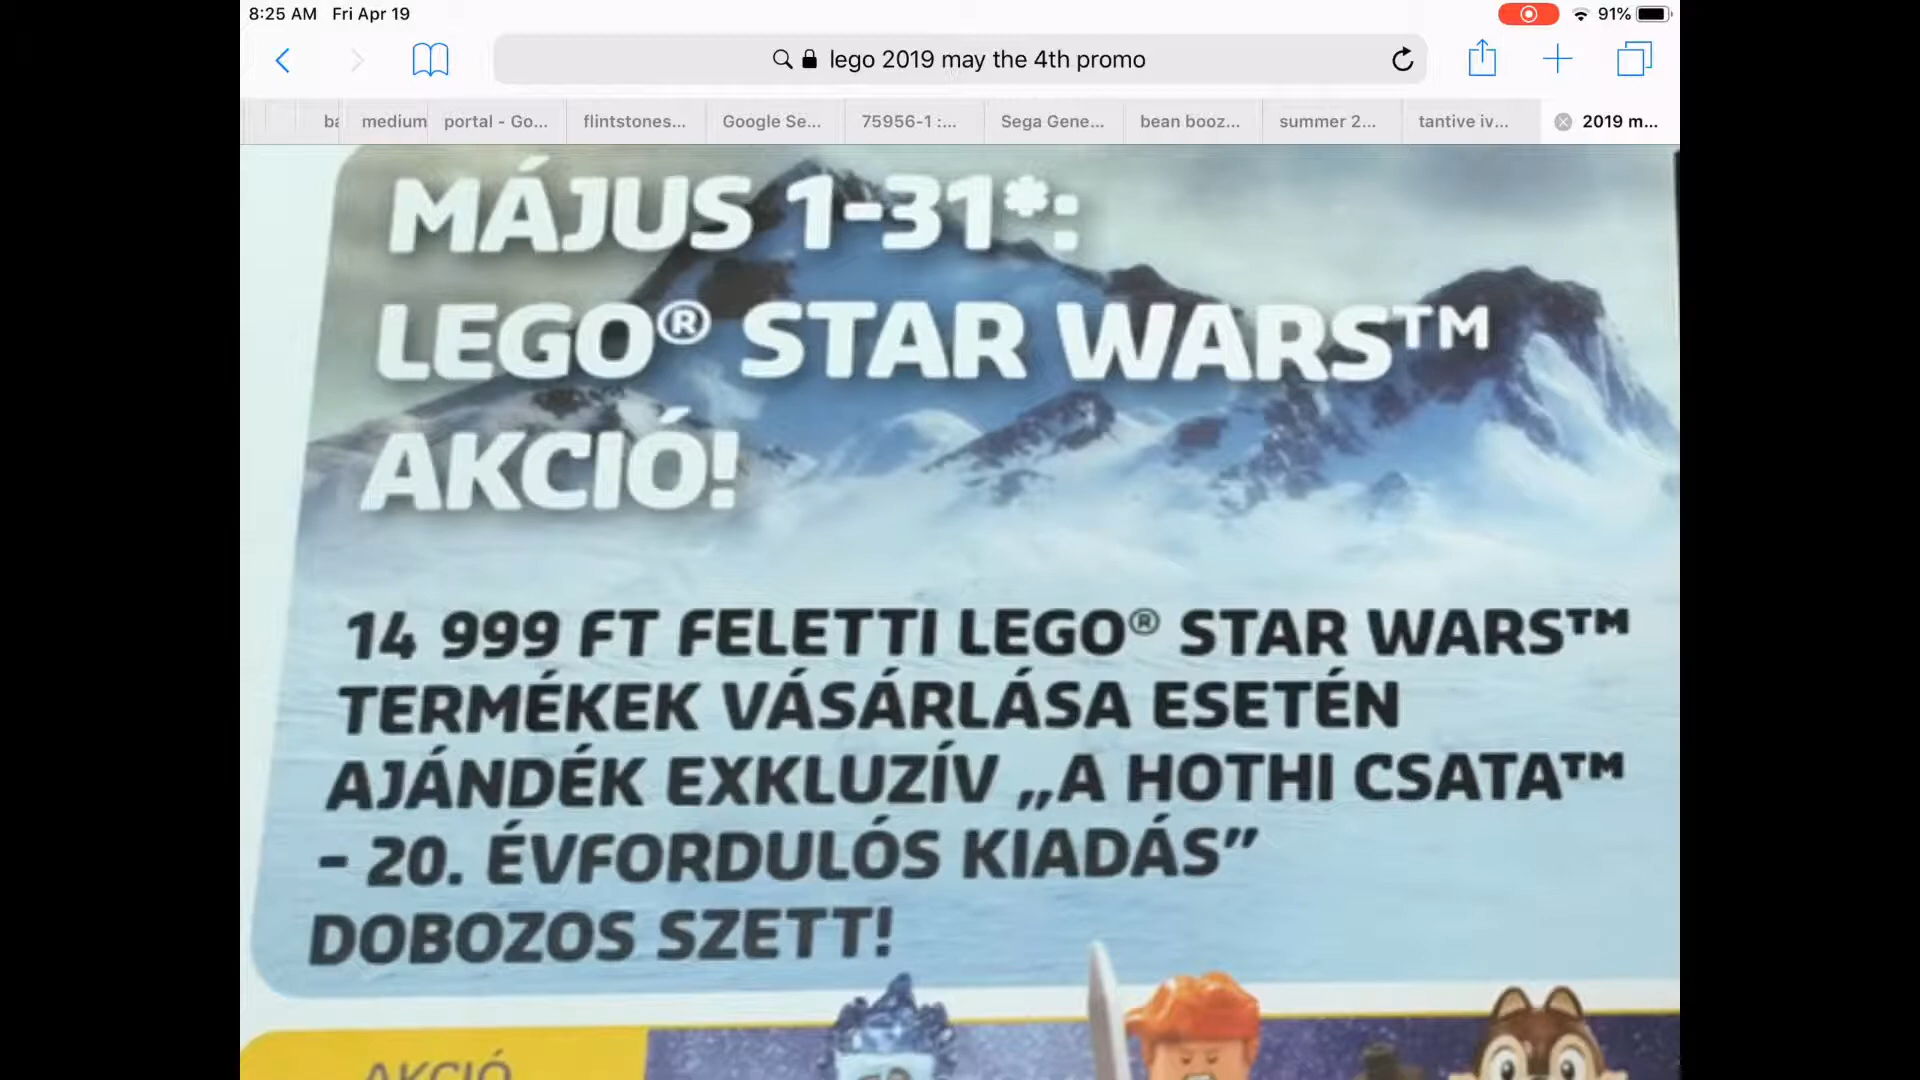 8:25 AM Fri Apr 19
91%
lego 2019 may the 4th promo
ba medium portal - Go... flintstones... Google Se... 75956-1 :... Sega Gene... bean booz... summer 2... tantive iv... 2019 m...
MÁJUS 1-31*:
LEGO® STAR WARS™
AKCIÓ!
14 999 FT FELETTI LEGO® STAR WARS™
TERMÉKEK VÁSÁRLÁSA ESETÉN
AJÁNDÉK EXKLUZÍV „A HOTHI CSATA™
- 20. ÉVFORDULÓS KIADÁS”
DOBOZOS SZETT!
AKCIÓ